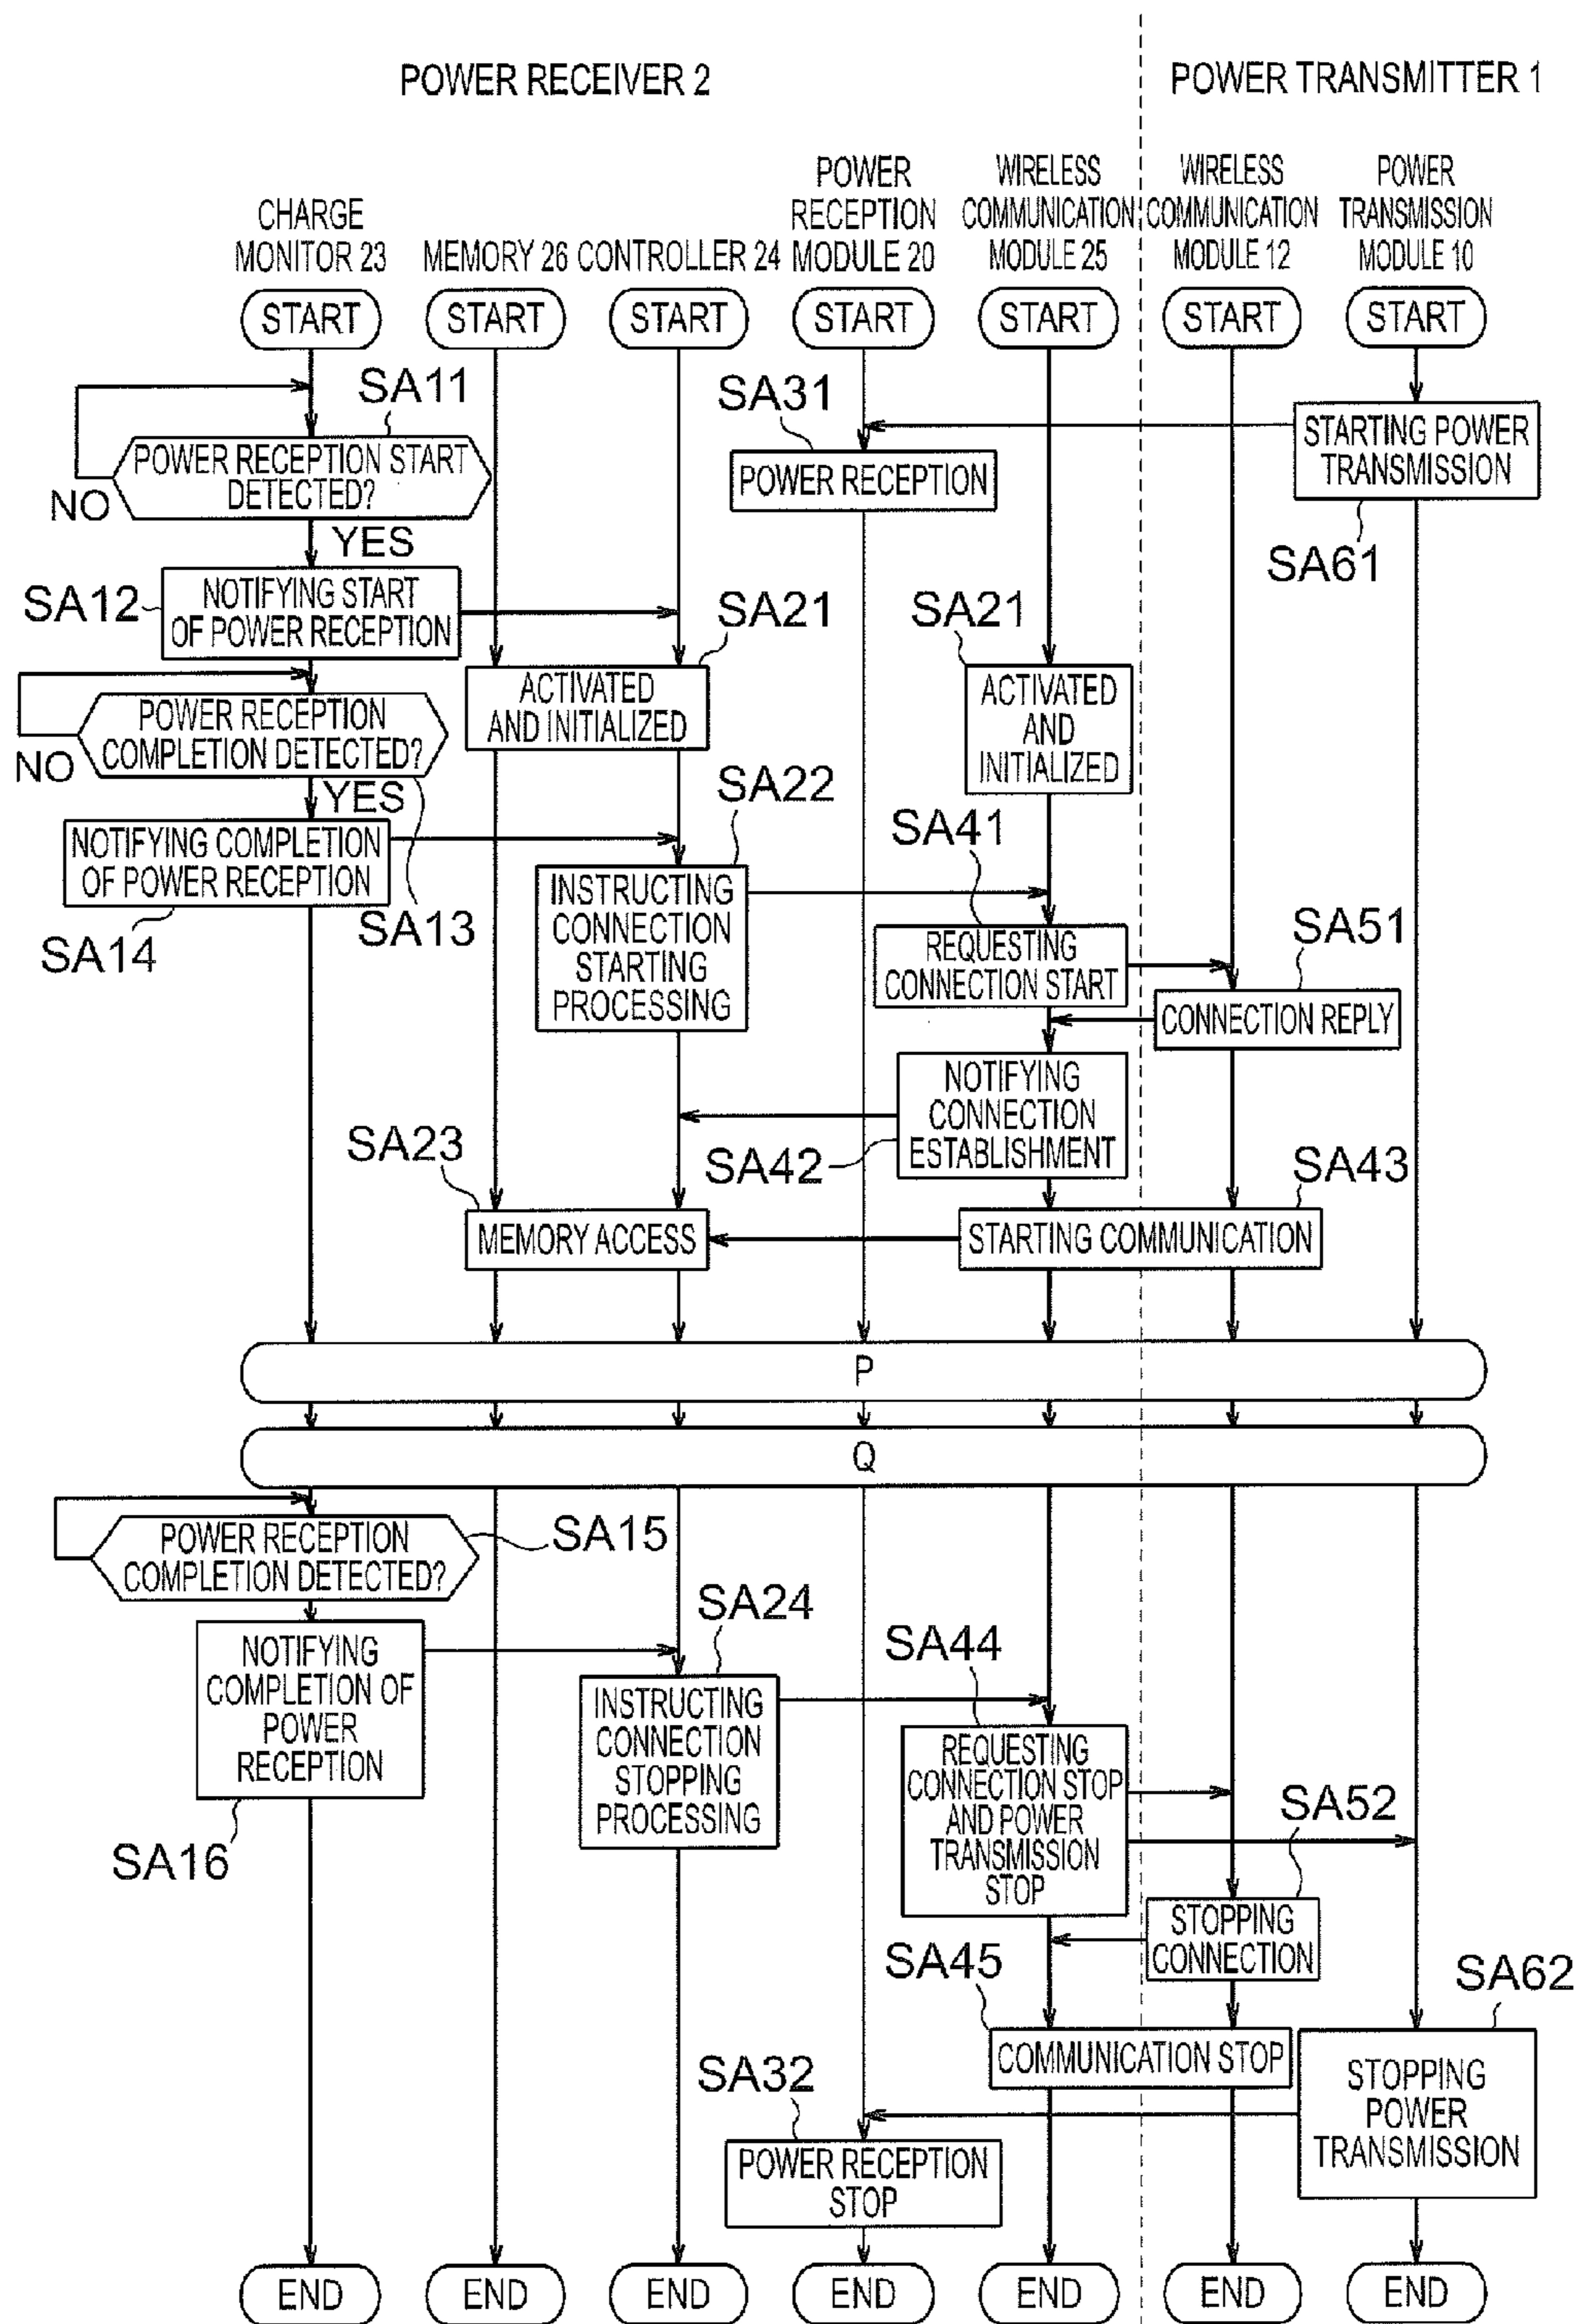 POWER RECEIVER 2
POWER TRANSMITTER 1
CHARGE
MONITOR 23
MEMORY 26
CONTROLLER 24
POWER
RECEPTION
MODULE 20
WIRELESS
COMMUNICATION
MODULE 25
WIRELESS
COMMUNICATION
MODULE 12
POWER
TRANSMISSION
MODULE 10
START
START
START
START
START
START
START
SA11
POWER RECEPTION START
DETECTED?
NO
YES
SA31
POWER RECEPTION
STARTING POWER
TRANSMISSION
SA61
SA12
NOTIFYING START
OF POWER RECEPTION
SA21
ACTIVATED
AND INITIALIZED
SA21
ACTIVATED
AND
INITIALIZED
POWER RECEPTION
COMPLETION DETECTED?
NO
YES
SA13
NOTIFYING COMPLETION
OF POWER RECEPTION
SA14
SA22
INSTRUCTING
CONNECTION
STARTING
PROCESSING
SA41
REQUESTING
CONNECTION START
SA51
CONNECTION REPLY
NOTIFYING
CONNECTION
ESTABLISHMENT
SA42
SA23
MEMORY ACCESS
SA43
STARTING COMMUNICATION
P
Q
POWER RECEPTION
COMPLETION DETECTED?
SA15
NOTIFYING
COMPLETION OF
POWER
RECEPTION
SA16
SA24
INSTRUCTING
CONNECTION
STOPPING
PROCESSING
SA44
REQUESTING
CONNECTION STOP
AND POWER
TRANSMISSION
STOP
SA52
STOPPING
CONNECTION
SA45
COMMUNICATION STOP
SA62
STOPPING
POWER
TRANSMISSION
SA32
POWER RECEPTION
STOP
END
END
END
END
END
END
END